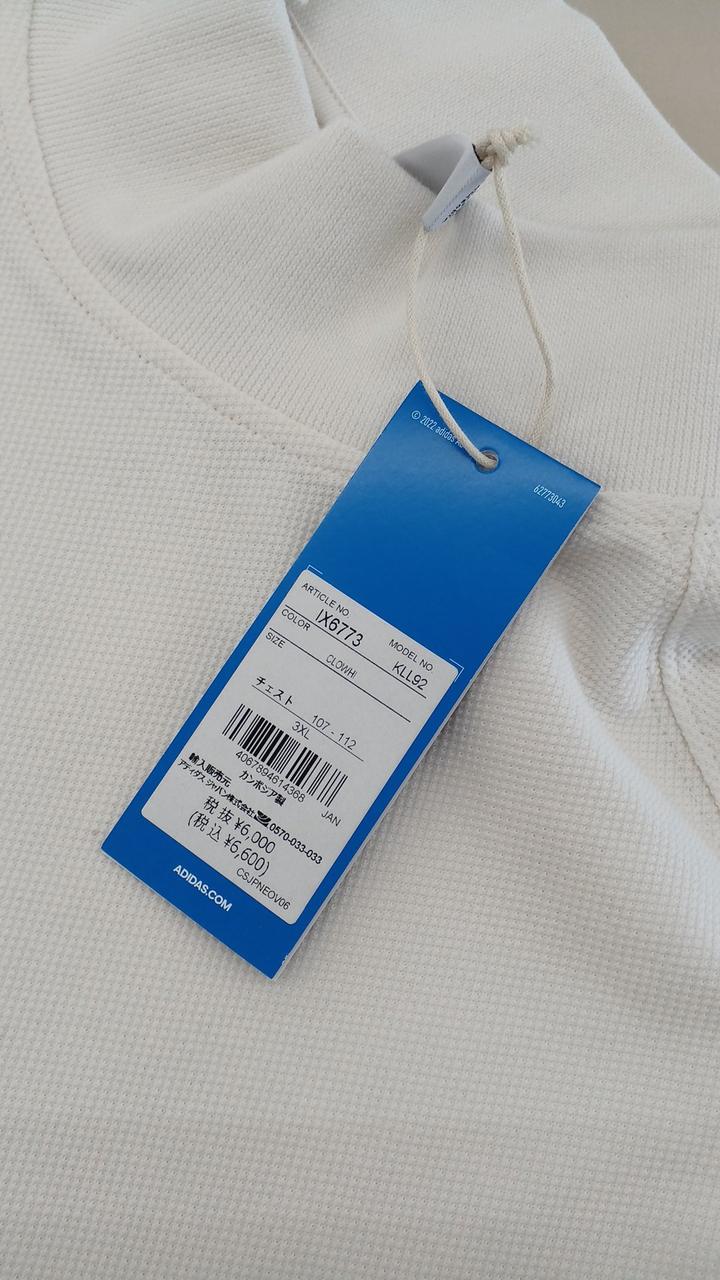 © 2022 adidas
62773043
ARTICLE NO.
IX6773
MODEL NO.
COLOR
KLL92
SIZE
CLOWHI
チェスト 107 - 112
3XL
4067894614368 JAN
輸入販売元 カンボジア製
アディダス ジャパン株式会社 0570-033-033
税抜 ¥6,000
(税込 ¥6,600)
CSJPNEOV06
ADIDAS.COM